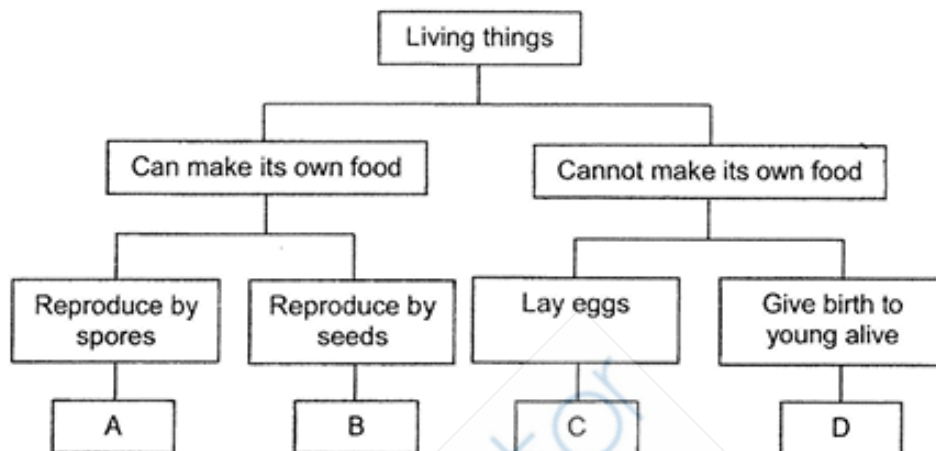 Living things
Can make its own food
Cannot make its own food
Reproduce by
spores
Reproduce by
seeds
Lay eggs
Give birth to
young alive
A
B
C
D